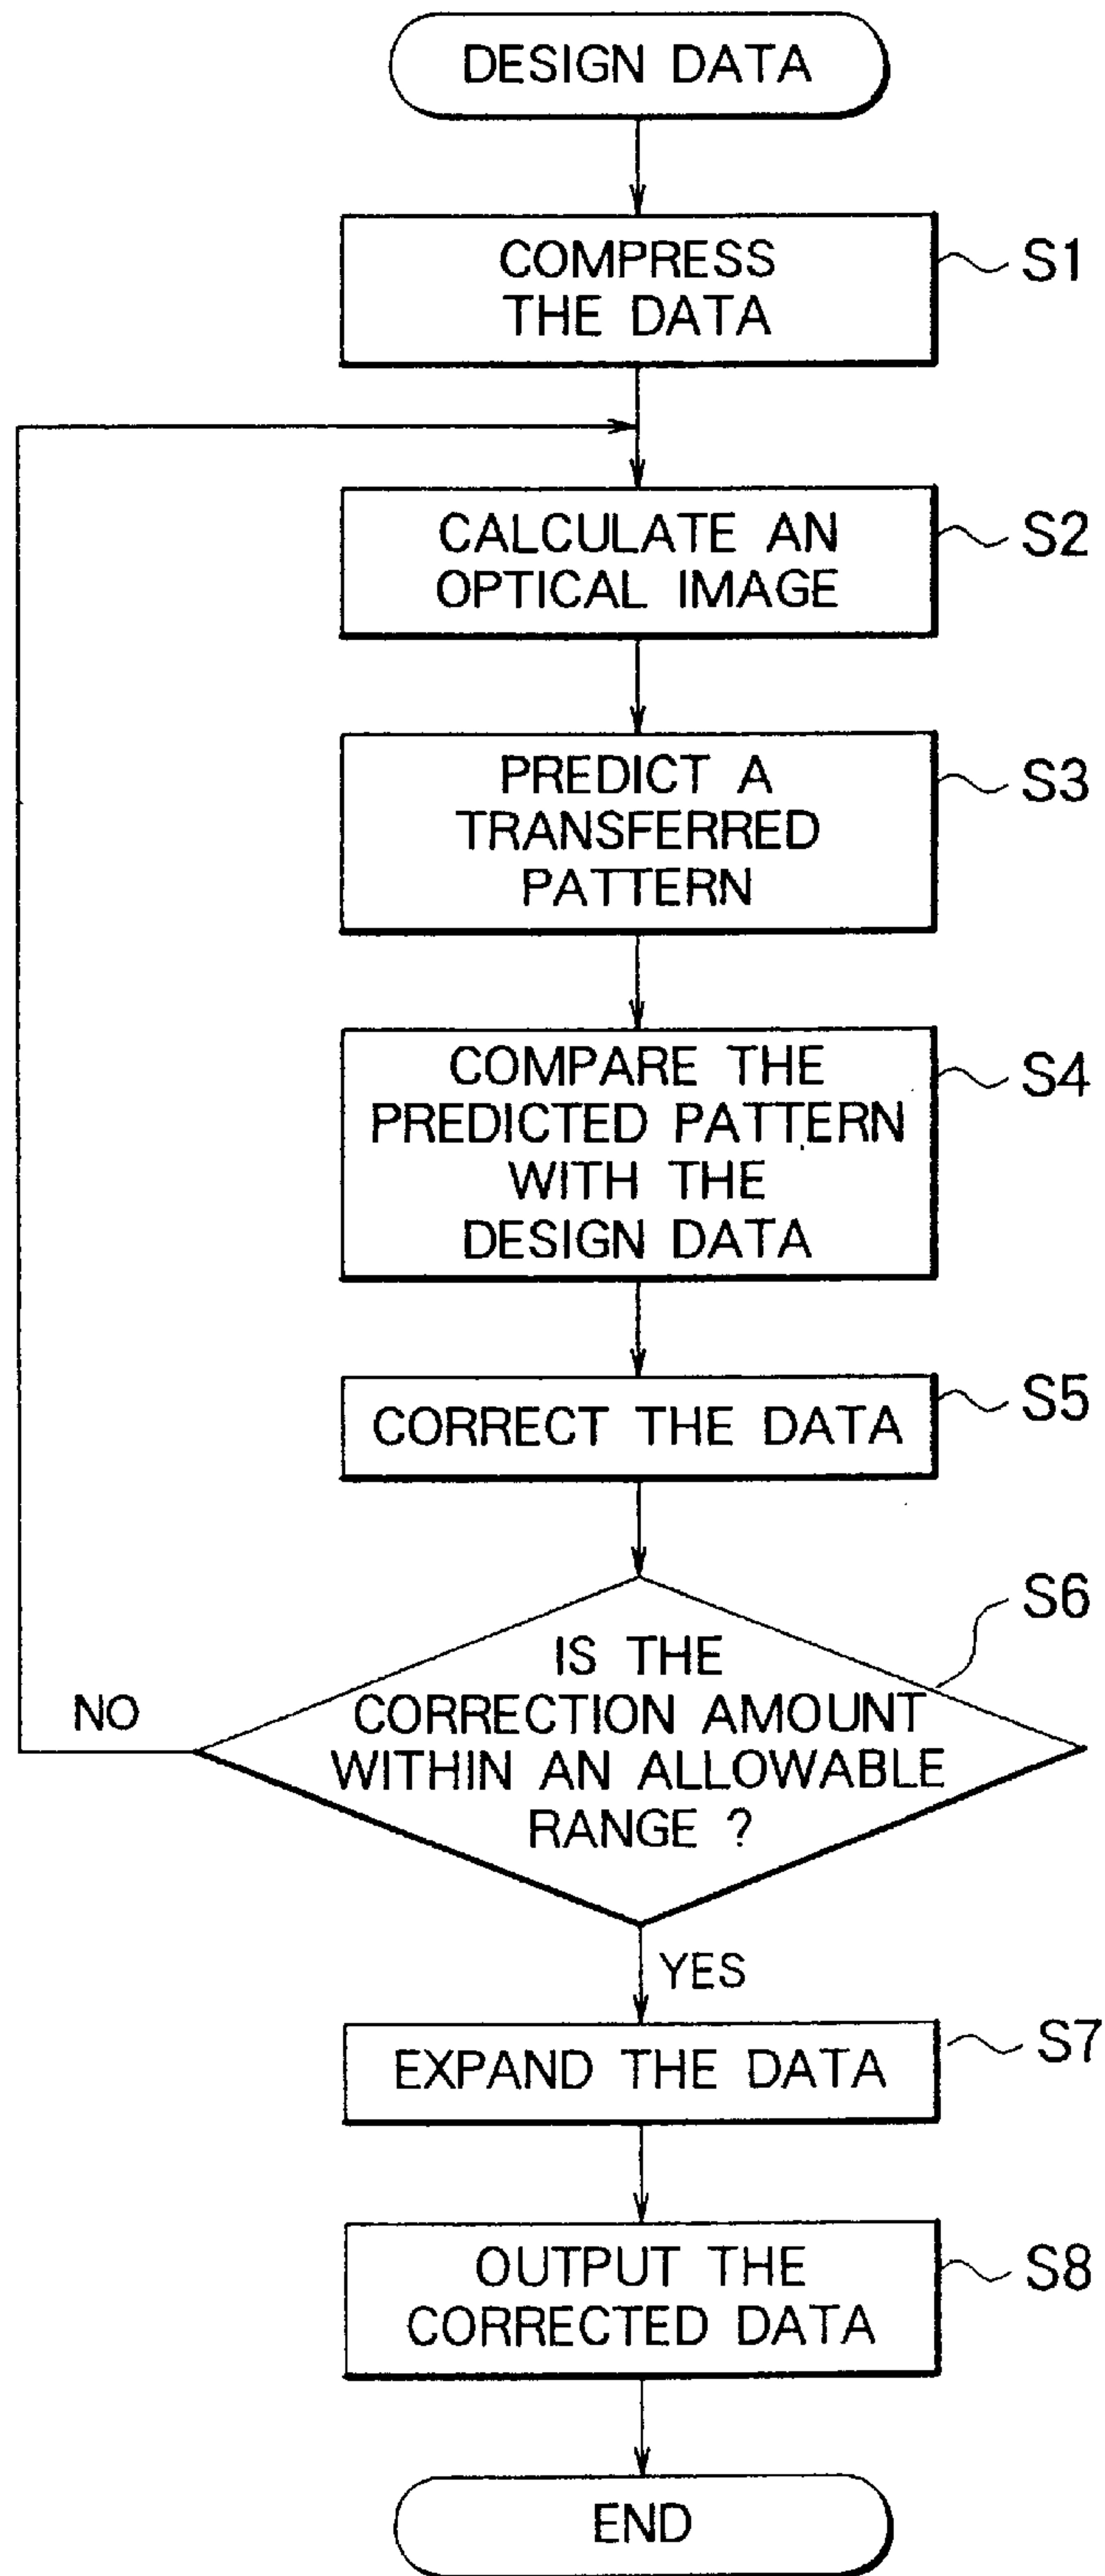 DESIGN DATA
COMPRESS
THE DATA
S1
CALCULATE AN
OPTICAL IMAGE
S2
PREDICT A
TRANSFERRED
PATTERN
S3
COMPARE THE
PREDICTED PATTERN
WITH THE
DESIGN DATA
S4
CORRECT THE DATA
S5
IS THE
CORRECTION AMOUNT
WITHIN AN ALLOWABLE
RANGE ?
S6
NO
YES
EXPAND THE DATA
S7
OUTPUT THE
CORRECTED DATA
S8
END